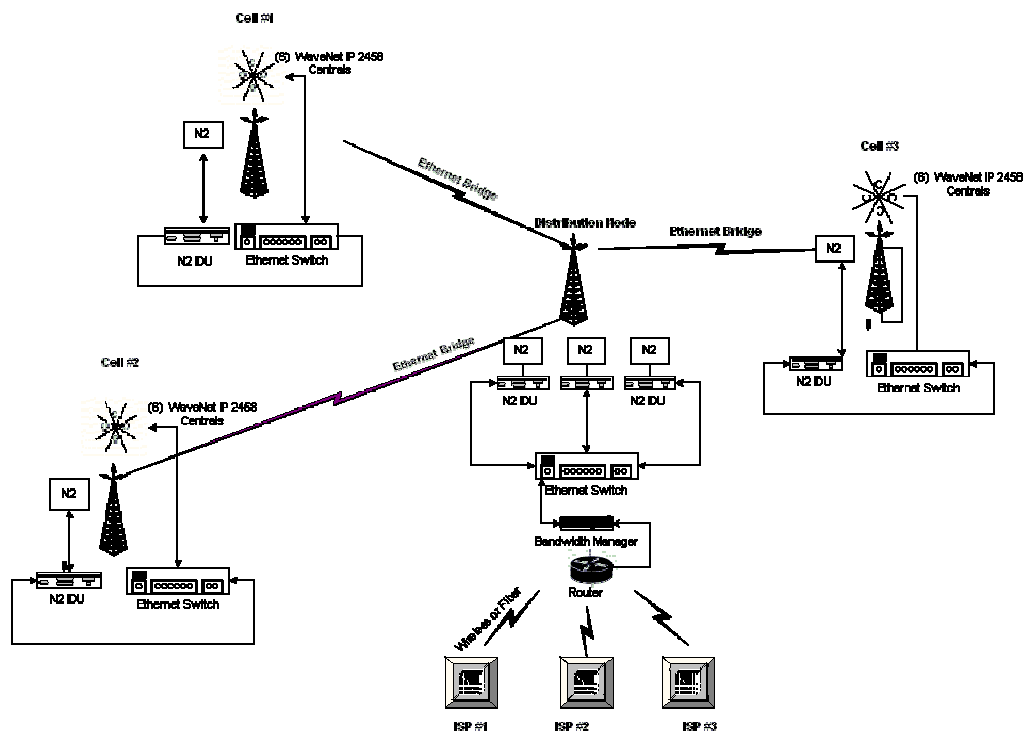 Cell #1
(6) WaveNet IP 2458
Centrals
N2
N2 IDU
Ethernet Switch
Ethernet Bridge
Distribution Node
Ethernet Bridge
Cell #3
(6) WaveNet IP 2458
Centrals
N2
N2 IDU
Ethernet Switch
Ethernet Bridge
Cell #2
(6) WaveNet IP 2458
Centrals
N2
N2 IDU
Ethernet Switch
N2
N2
N2
N2 IDU
N2 IDU
Ethernet Switch
Bandwidth Manager
Router
Wireless or Fiber
ISP #1
ISP #2
ISP #3